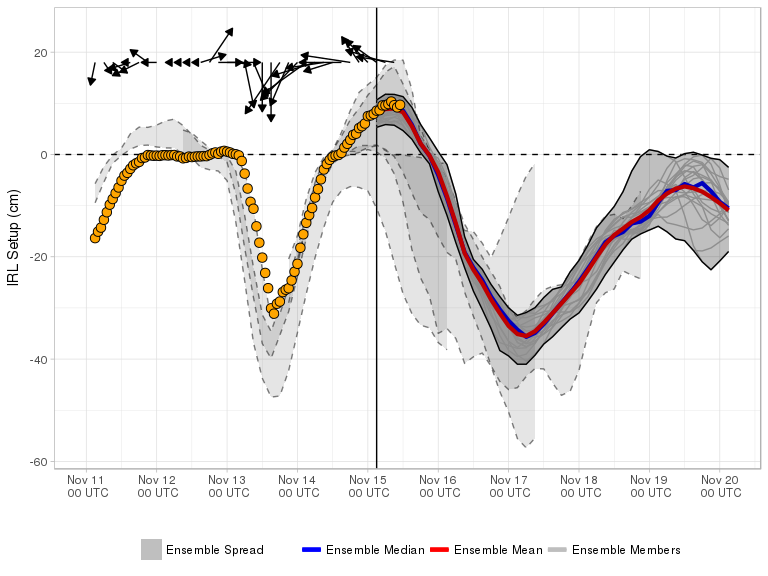 IRL Setup (cm)
20
0
-20
-40
-60
Nov 11 Nov 12 Nov 13 Nov 14 Nov 15 Nov 16 Nov 17 Nov 18 Nov 19 Nov 20
00 UTC 00 UTC 00 UTC 00 UTC 00 UTC 00 UTC 00 UTC 00 UTC 00 UTC 00 UTC
Ensemble Spread Ensemble Median Ensemble Mean Ensemble Members